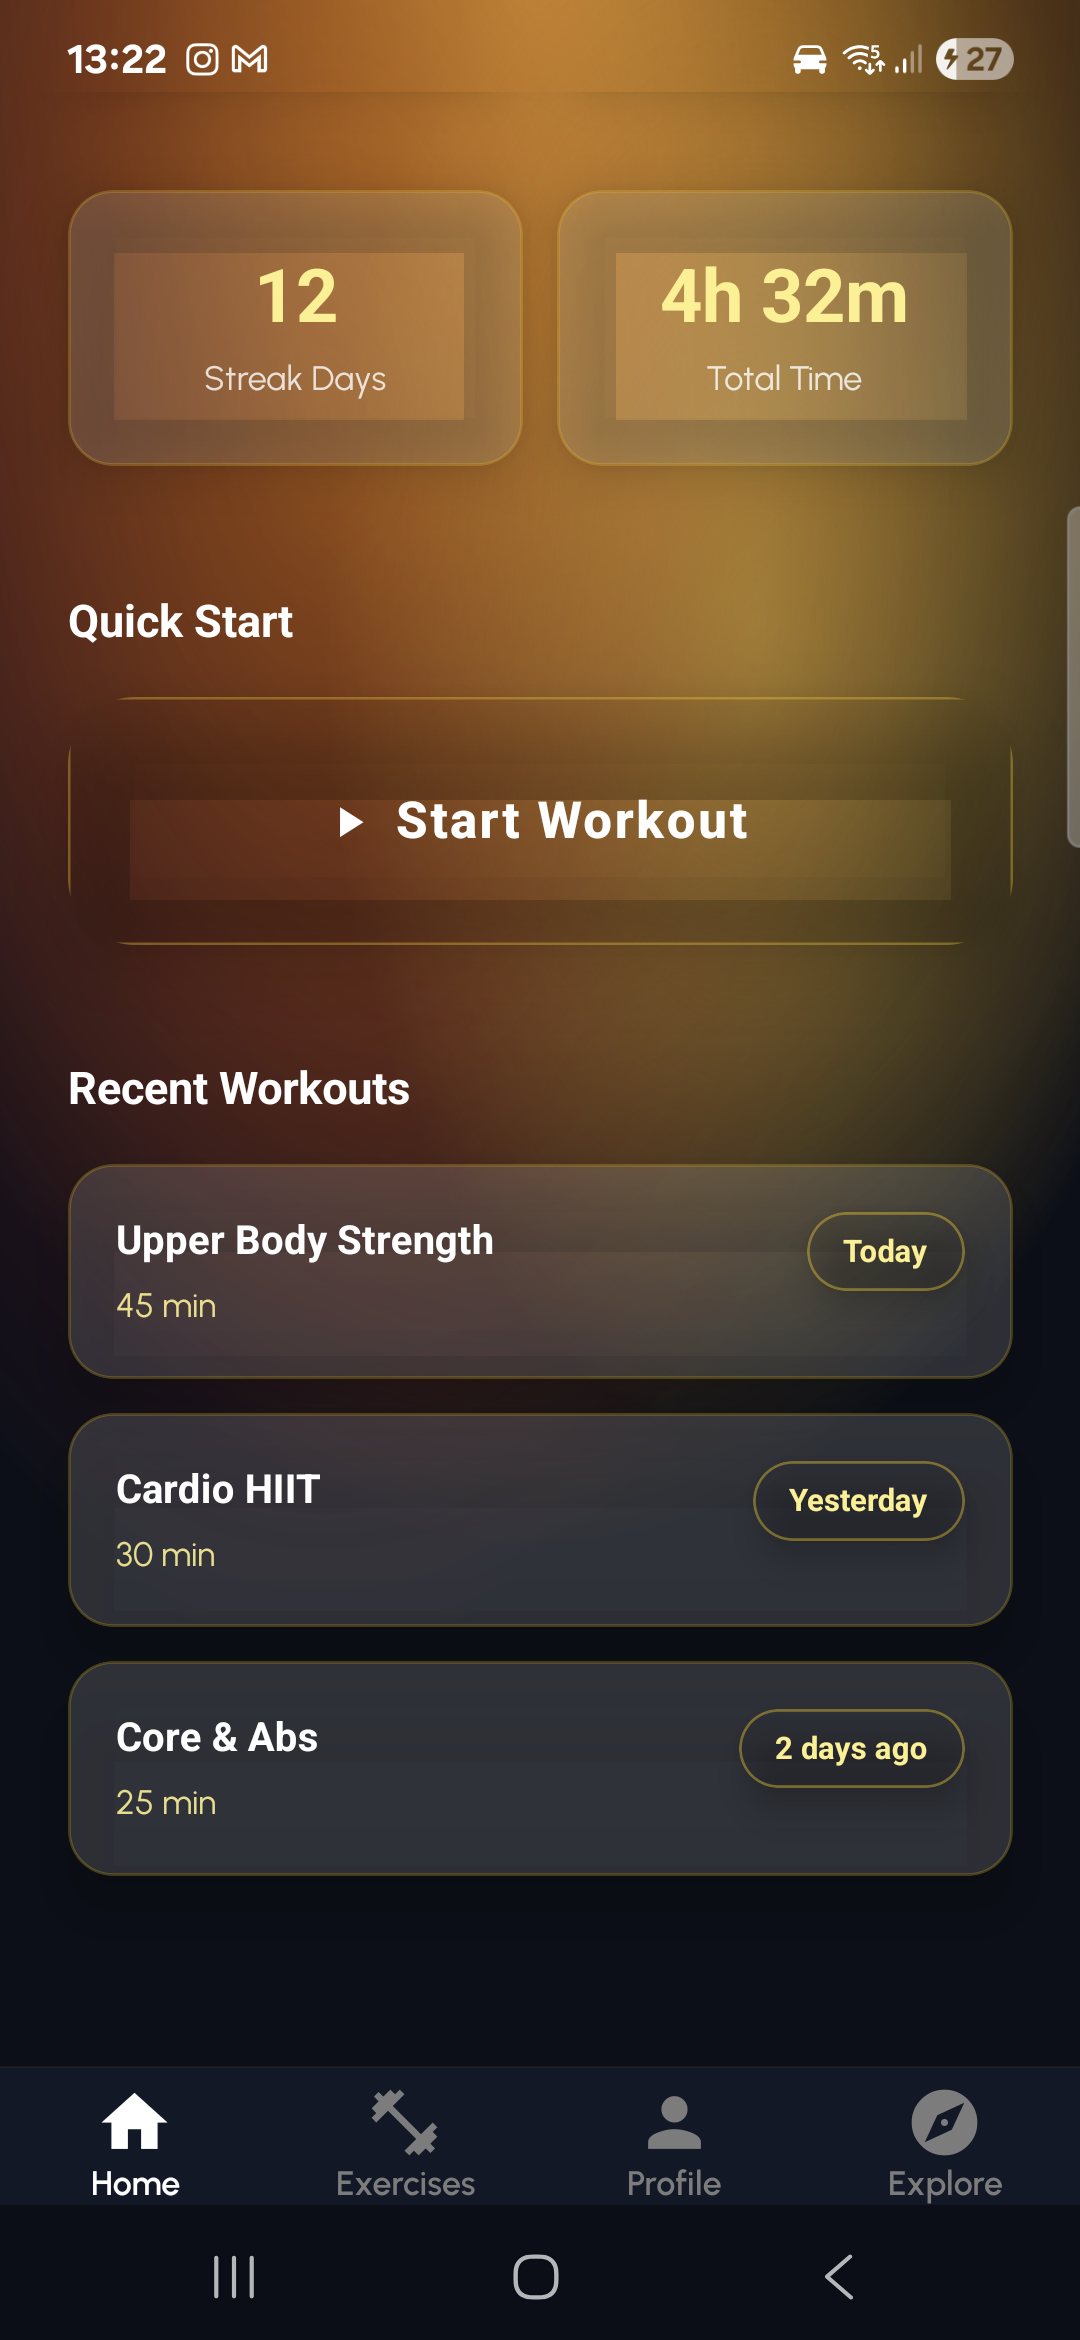 13:22
5
27
12
Streak Days
4h 32m
Total Time
Quick Start
Start Workout
Recent Workouts
Upper Body Strength
Today
45 min
Cardio HIIT
Yesterday
30 min
Core & Abs
2 days ago
25 min
Home
Exercises
Profile
Explore